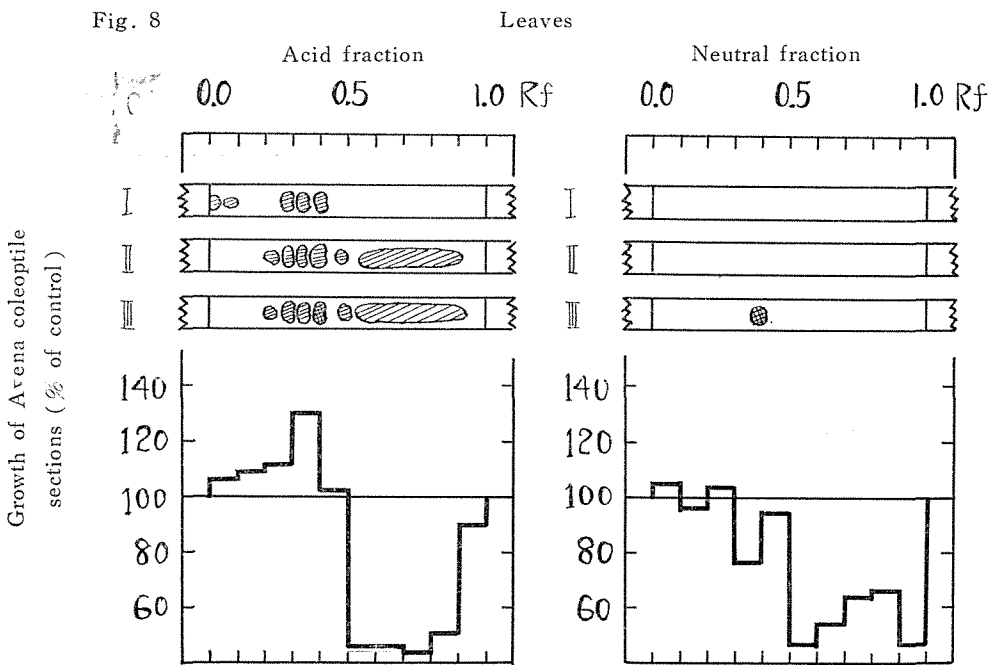 Fig. 8
Leaves
Acid fraction
Neutral fraction
0.0 0.5 1.0 Rf
0.0 0.5 1.0 Rf
I
II
III
I
II
III
Growth of Avena coleoptile
sections (% of control)
140
120
100
80
60
140
120
100
80
60